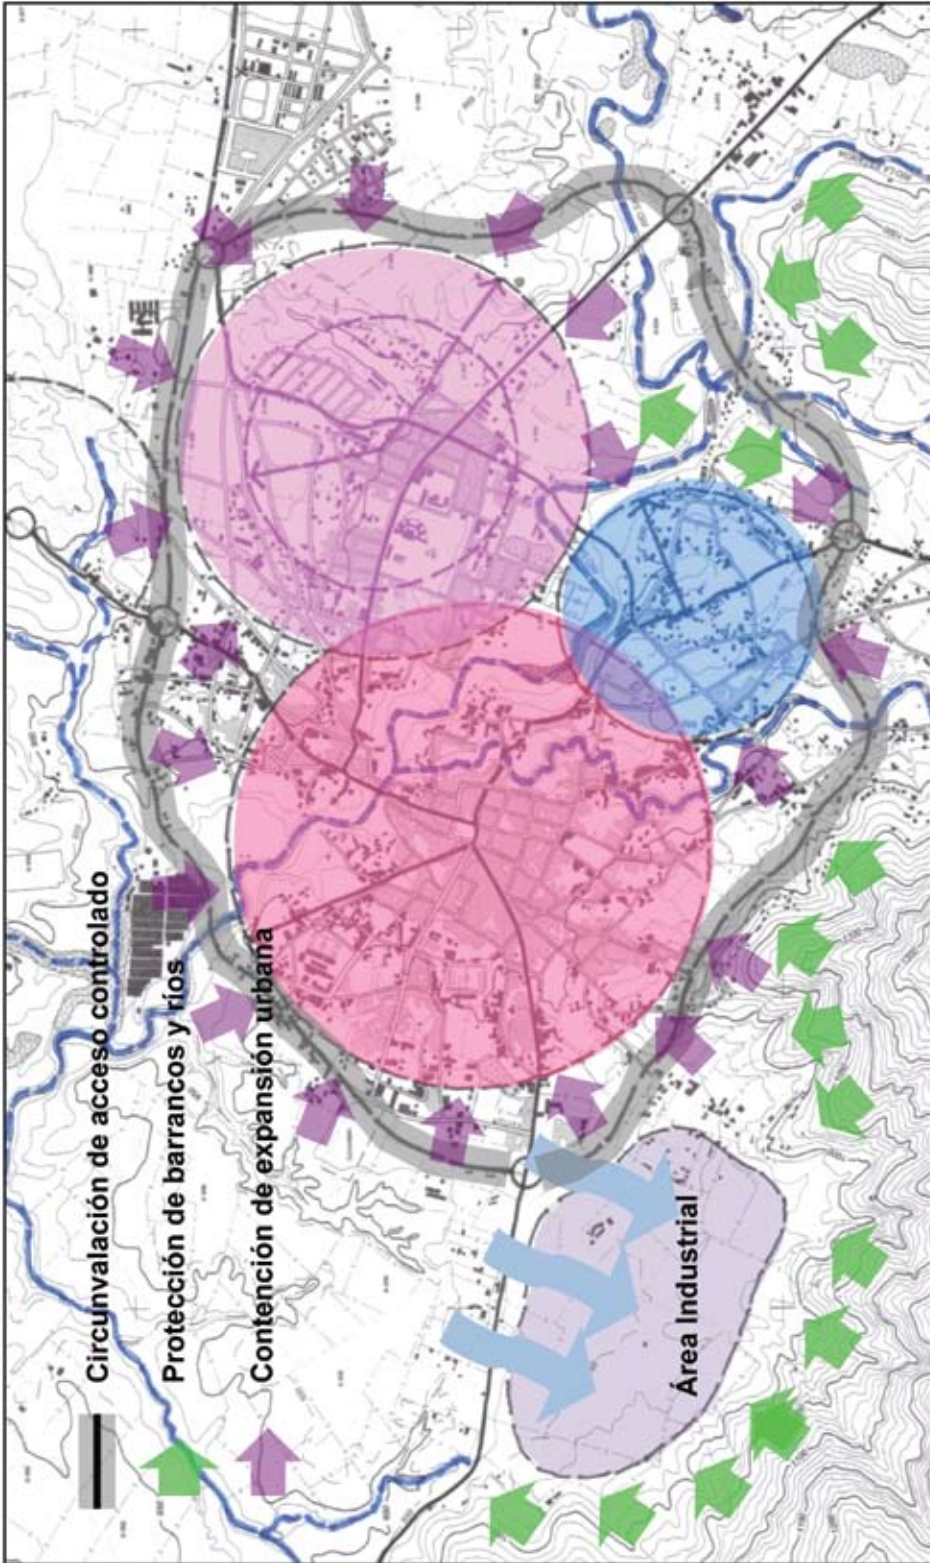 Circunvalación de acceso controlado
Protección de barrancos y ríos
Contención de expansión urbana
Área Industrial